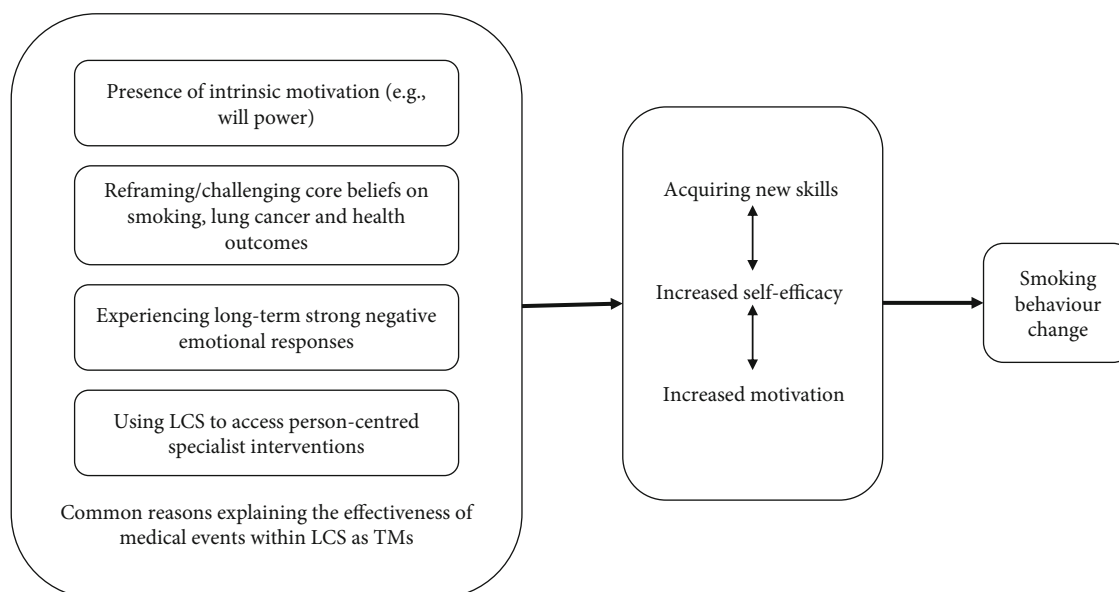 Presence of intrinsic motivation (e.g.,
will power)
Reframing/challenging core beliefs on
smoking, lung cancer and health
outcomes
Experiencing long-term strong negative
emotional responses
Using LCS to access person-centred
specialist interventions
Common reasons explaining the effectiveness of
medical events within LCS as TMs
Acquiring new skills
Increased self-efficacy
Increased motivation
Smoking
behaviour
change